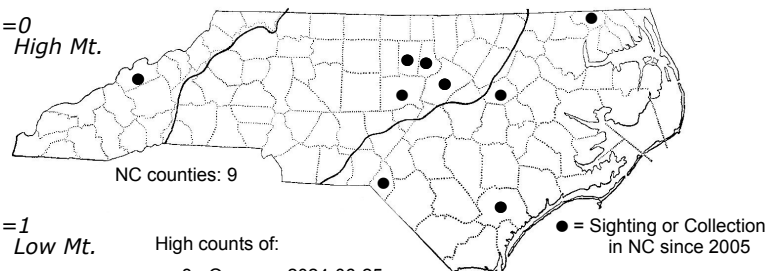 =0
High Mt.
NC counties: 9
=1
Low Mt.
High counts of:
● = Sighting or Collection
in NC since 2005